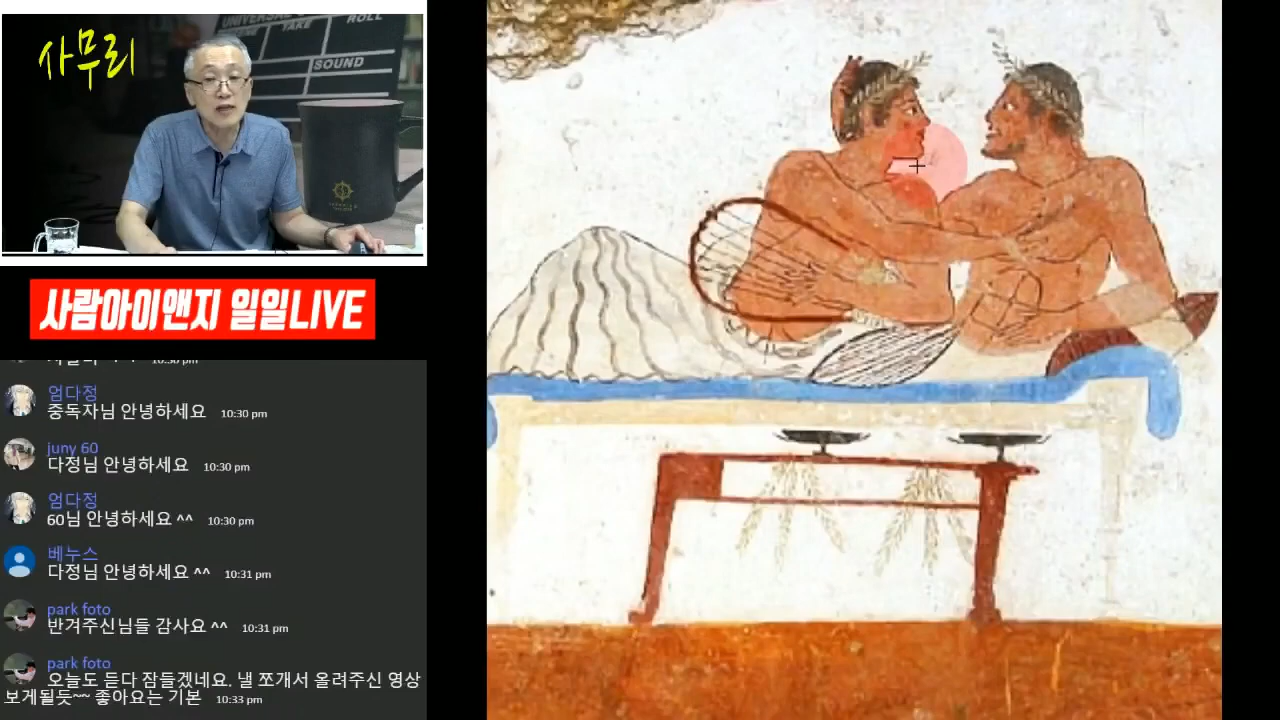 사무리
UNIVERSAL
ROLL
TAKE
SOUND
사람아이앤지 일일LIVE
10:30 pm
엄다정
중독자님 안녕하세요 10:30 pm
juny 60
다정님 안녕하세요 10:30 pm
엄다정
60님 안녕하세요 ^^ 10:30 pm
베누스
다정님 안녕하세요 ^^ 10:31 pm
park foto
반겨주신님들 감사요 ^^ 10:31 pm
park foto
오늘도 듣다 잠들겠네요. 낼 쪼개서 올려주신 영상
보게될듯~~ 좋아요는 기본 10:33 pm